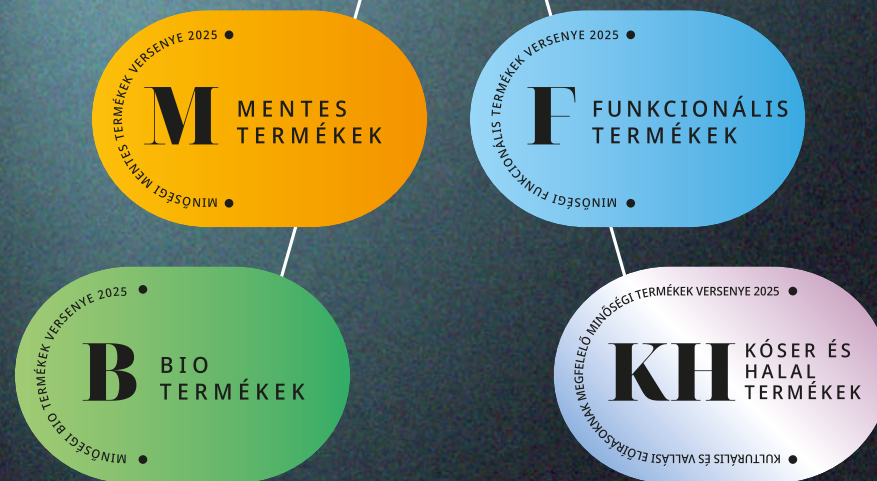 MINŐSÉGI MENTES TERMÉKEK VERSENYE 2025
M
MENTES
TERMÉKEK
MINŐSÉGI FUNKCIONÁLIS TERMÉKEK VERSENYE 2025
F
FUNKCIONÁLIS
TERMÉKEK
MINŐSÉGI BIO TERMÉKEK VERSENYE 2025
B
BIO
TERMÉKEK
KULTURÁLIS ÉS VALLÁSI ELŐÍRÁSOKNAK MEGFELELŐ MINŐSÉGI TERMÉKEK VERSENYE 2025
KH
KÓSER ÉS
HALAL
TERMÉKEK